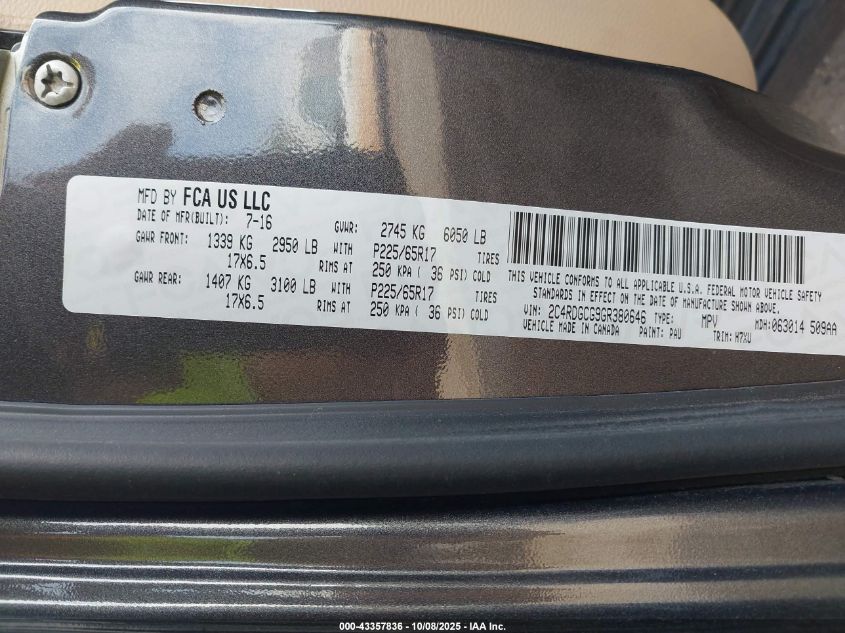 MFD BY FCA US LLC
DATE OF MFR(BUILT): 7-16 GVWR: 2745 KG 6050 LB
GAWR FRONT: 1339 KG 2950 LB WITH P225/65R17 TIRES
17X6.5 RIMS AT 250 KPA ( 36 PSI) COLD
GAWR REAR: 1407 KG 3100 LB WITH P225/65R17 TIRES
17X6.5 RIMS AT 250 KPA ( 36 PSI) COLD
THIS VEHICLE CONFORMS TO ALL APPLICABLE U.S.A. FEDERAL MOTOR VEHICLE SAFETY
STANDARDS IN EFFECT ON THE DATE OF MANUFACTURE SHOWN ABOVE.
VIN: 2C4RDGCG9GR380646 TYPE: MPV MDH:063014 509AA
VEHICLE MADE IN CANADA PAINT: PAU TRIM: H7XU
000-43357836 - 10/08/2025 - IAA Inc.